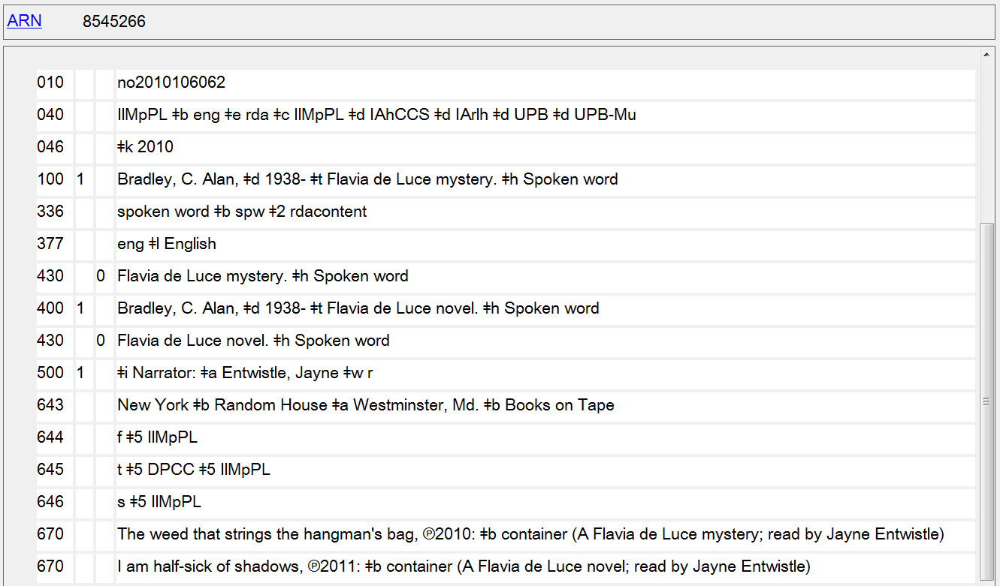 ARN 8545266
010 no2010106062
040 IlMpPL ǂb eng ǂe rda ǂc IlMpPL ǂd IAhCCS ǂd IArlh ǂd UPB ǂd UPB-Mu
046 ǂk 2010
100 1 Bradley, C. Alan, ǂd 1938- ǂt Flavia de Luce mystery. ǂh Spoken word
336 spoken word ǂb spw ǂ2 rdacontent
377 eng ǂl English
430 0 Flavia de Luce mystery. ǂh Spoken word
400 1 Bradley, C. Alan, ǂd 1938- ǂt Flavia de Luce novel. ǂh Spoken word
430 0 Flavia de Luce novel. ǂh Spoken word
500 1 ǂi Narrator: ǂa Entwistle, Jayne ǂw r
643 New York ǂb Random House ǂa Westminster, Md. ǂb Books on Tape
644 f ǂ5 IlMpPL
645 t ǂ5 DPCC ǂ5 IlMpPL
646 s ǂ5 IlMpPL
670 The weed that strings the hangman's bag, ℗2010: ǂb container (A Flavia de Luce mystery; read by Jayne Entwistle)
670 I am half-sick of shadows, ℗2011: ǂb container (A Flavia de Luce novel; read by Jayne Entwistle)